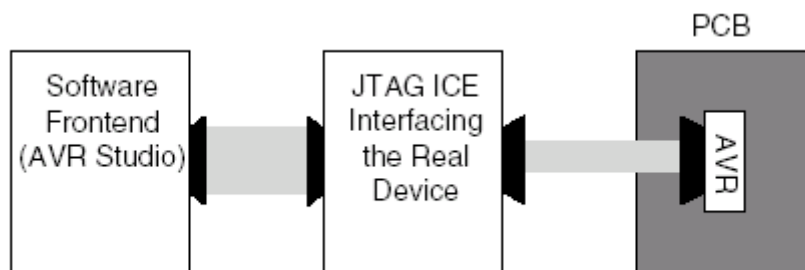 PCB
Software
Frontend
(AVR Studio)
JTAG ICE
Interfacing
the Real
Device
AVR